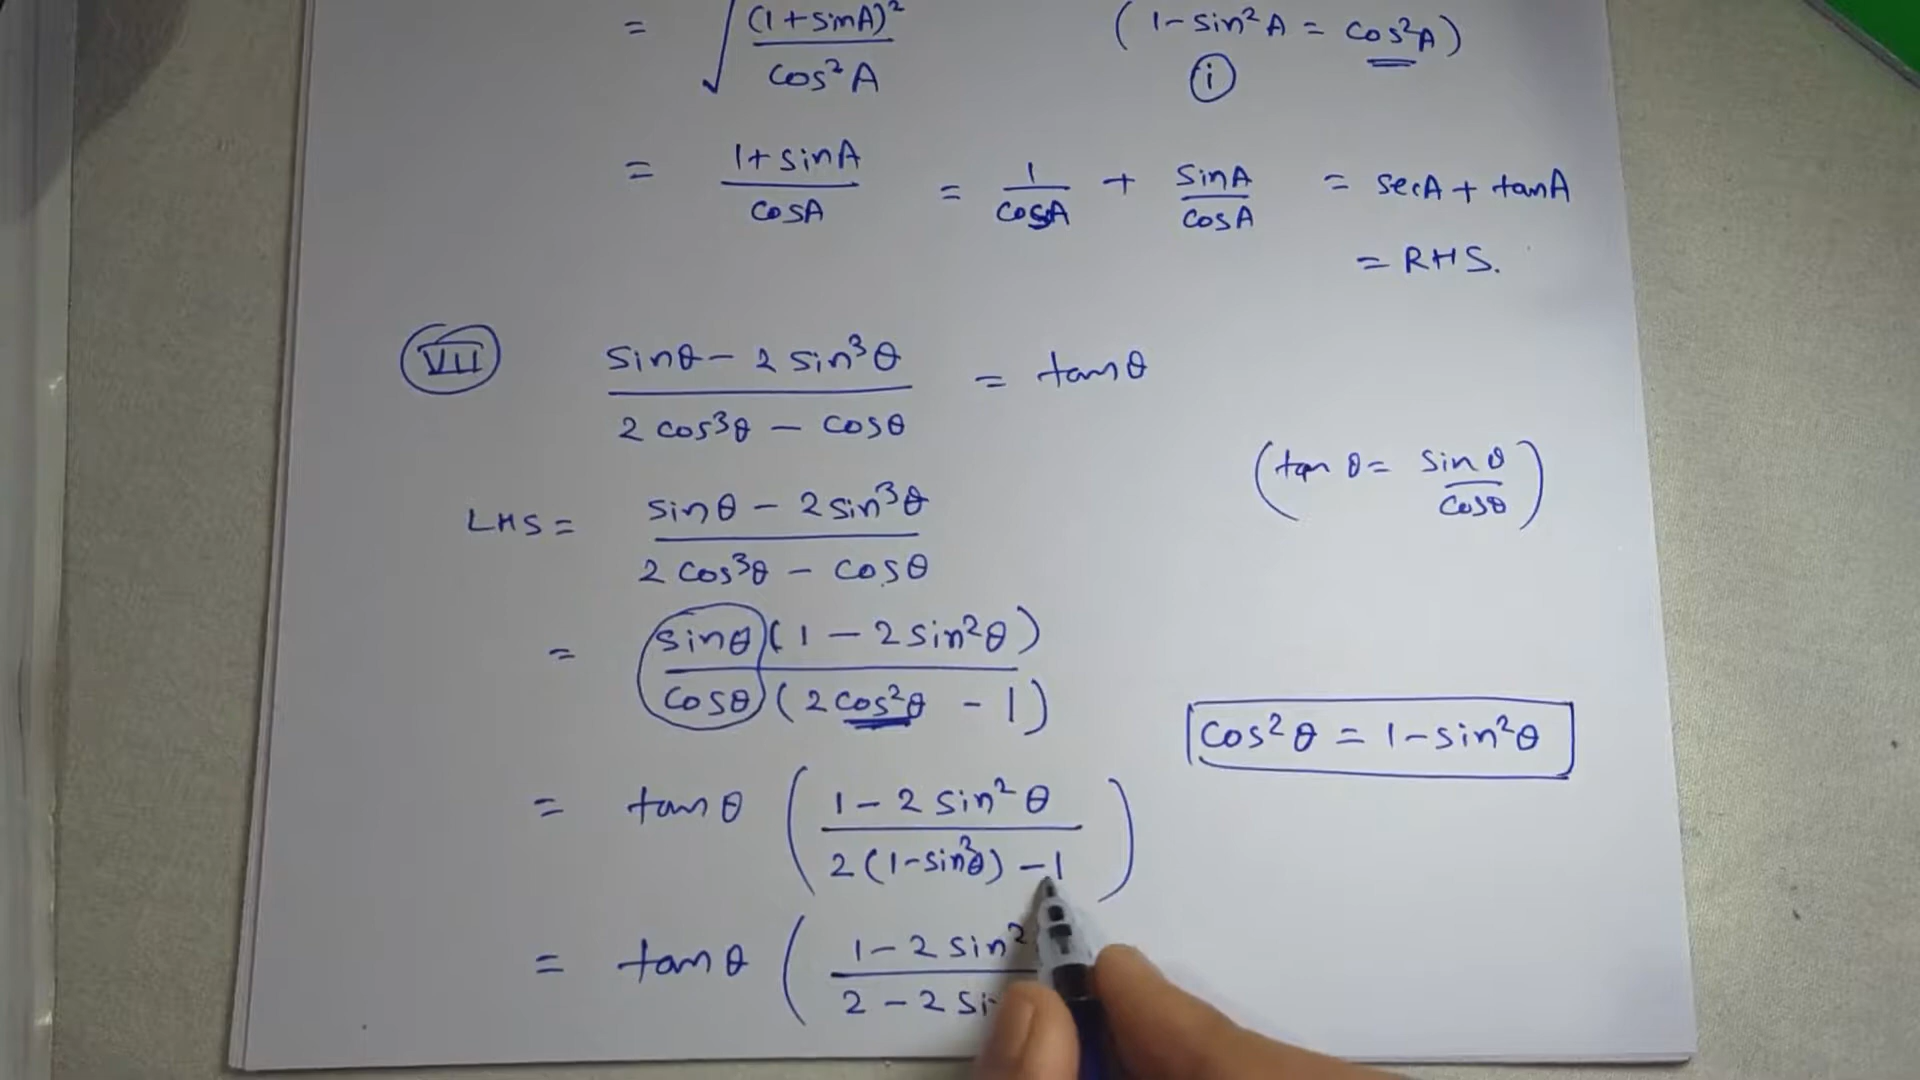 = √((1+sinA)²/cos²A) (1-sin²A = cos²A)
(i)
= (1+sinA)/cosA = 1/cosA + sinA/cosA = secA + tanA
= RHS.
(VII) (sinθ - 2sin³θ)/(2cos³θ - cosθ) = tanθ
(tanθ = sinθ/cosθ)
LHS = (sinθ - 2sin³θ)/(2cos³θ - cosθ)
= sinθ(1 - 2sin²θ)/cosθ(2cos²θ - 1)
cos²θ = 1-sin²θ
= tanθ ((1 - 2sin²θ)/(2(1-sin²θ) - 1))
= tanθ (1 - 2sin²
2 - 2